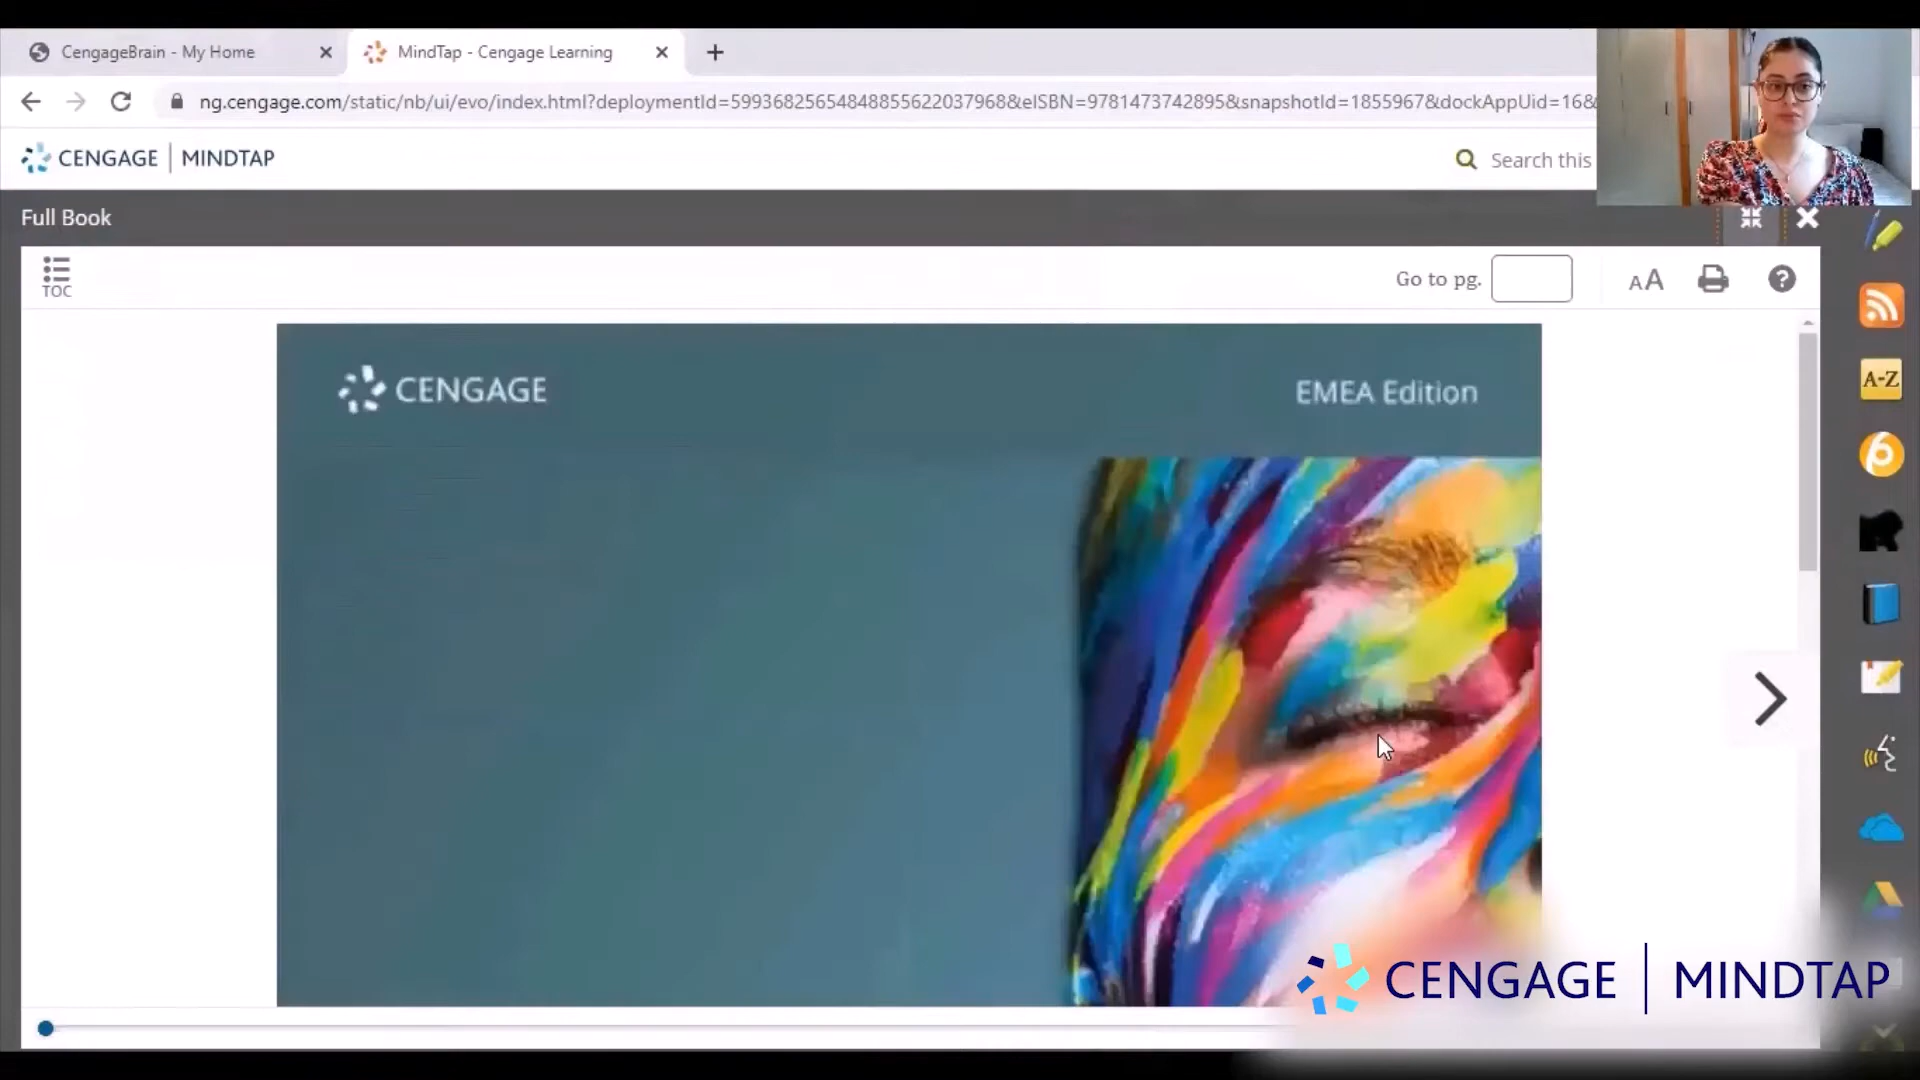 CengageBrain - My Home
MindTap - Cengage Learning
ng.cengage.com/static/nb/ui/evo/index.html?deploymentId=59936825654848855622037968&eISBN=9781473742895&snapshotId=1855967&dockAppUid=16&
CENGAGE | MINDTAP
Search this
Full Book
TOC
Go to pg.
AA
CENGAGE
EMEA Edition
A-Z
CENGAGE | MINDTAP